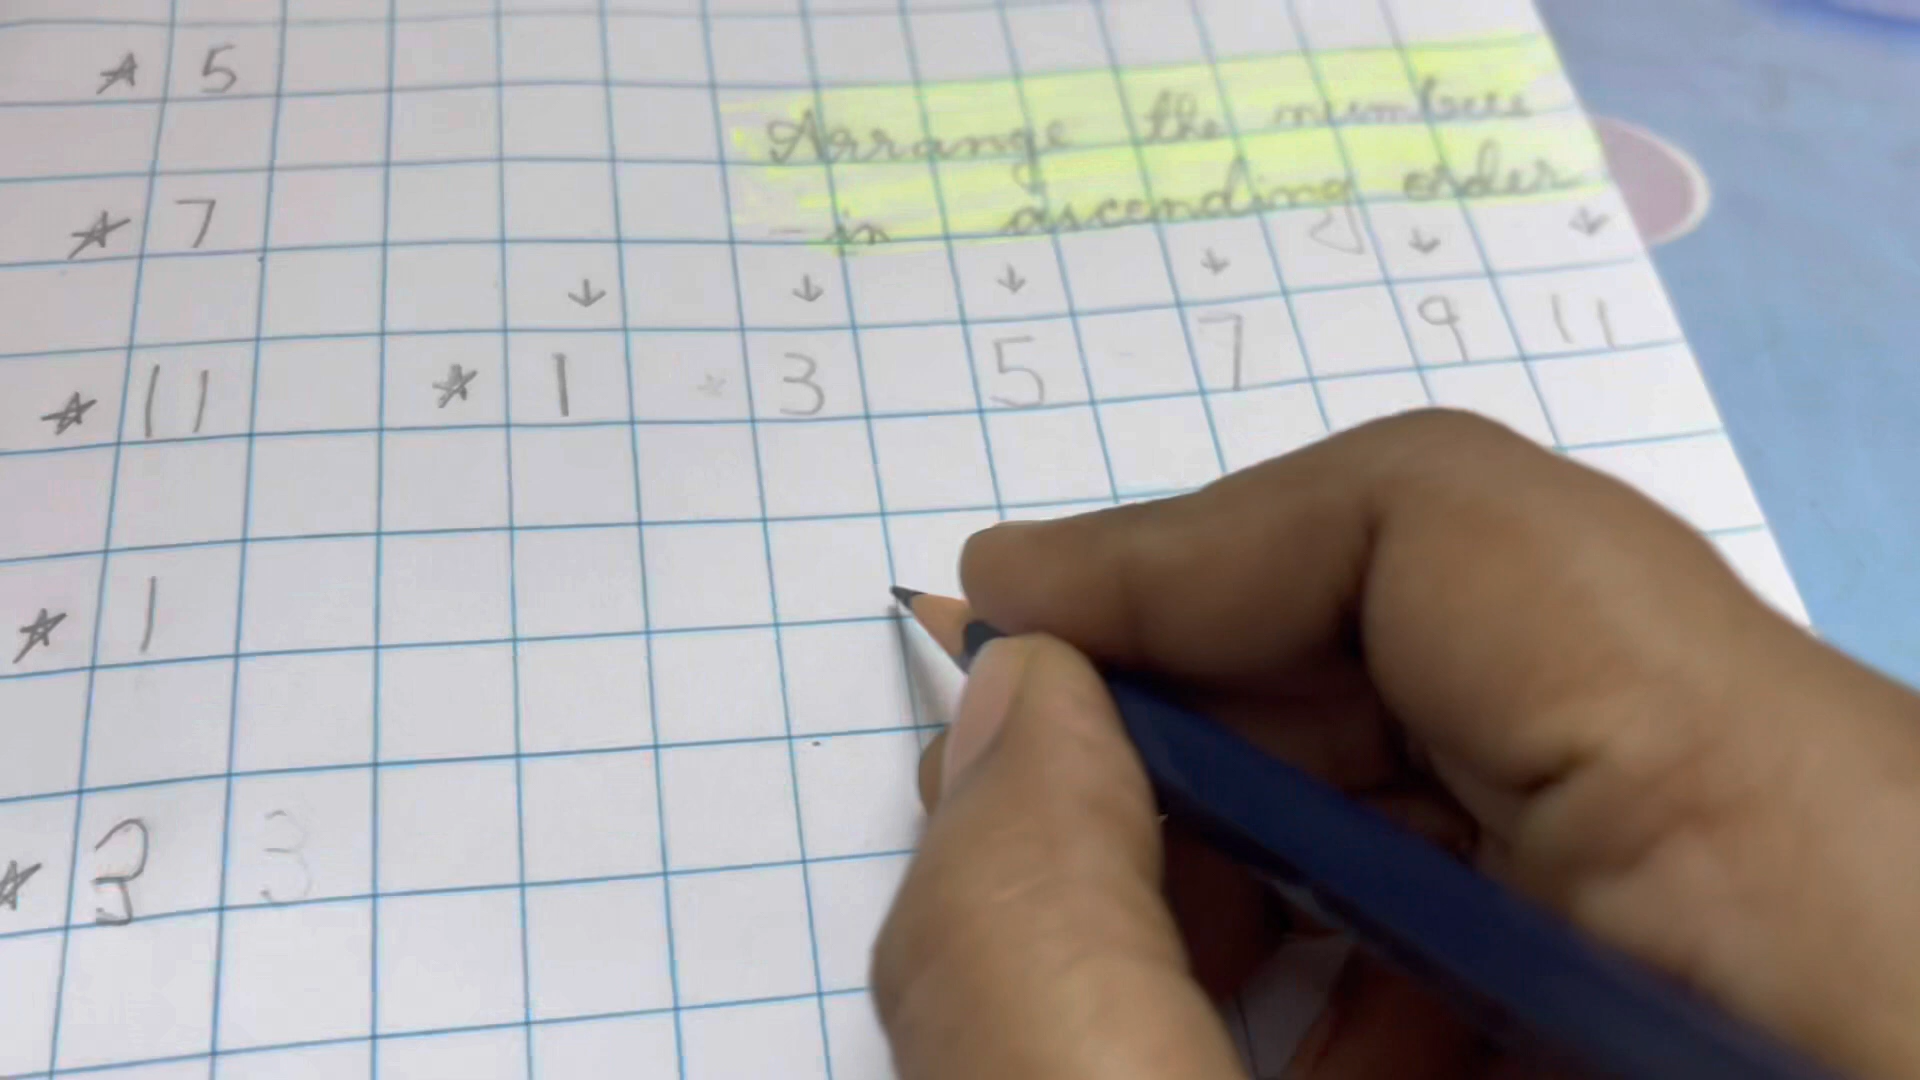 5
Arrange the numbers
in ascending order
7
11
1 3 5 7 9 11
1
3 3